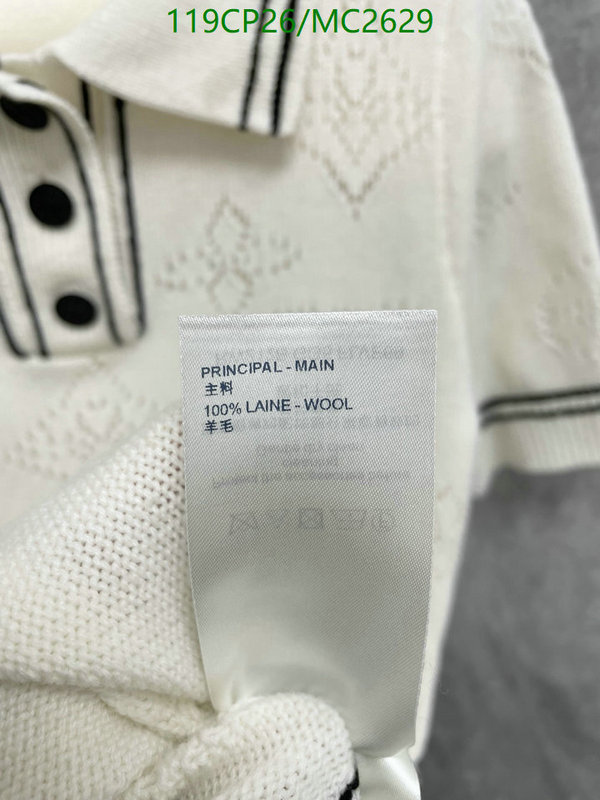 119CP26/MC2629
PRINCIPAL - MAIN
主料
100% LAINE - WOOL
羊毛